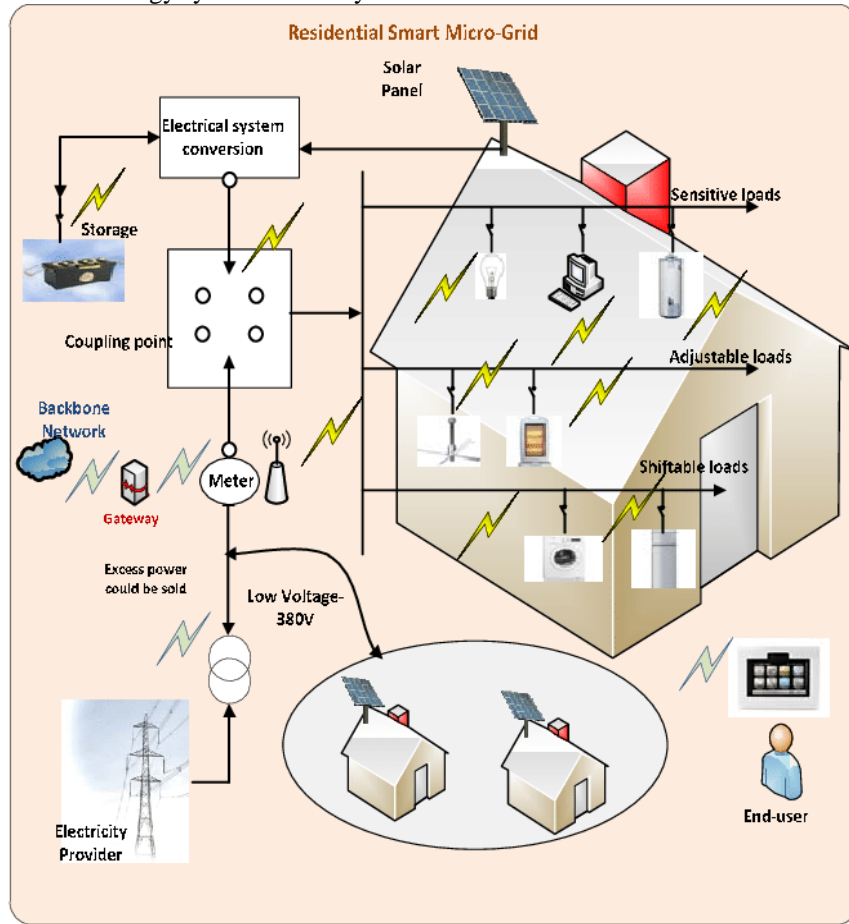 Residential Smart Micro-Grid
Solar
Panel
Electrical system
conversion
Sensitive loads
Storage
Coupling point
Adjustable loads
Backbone
Network
Meter
Shiftable loads
Gateway
Excess power
could be sold
Low Voltage-
380V
Electricity
Provider
End-user